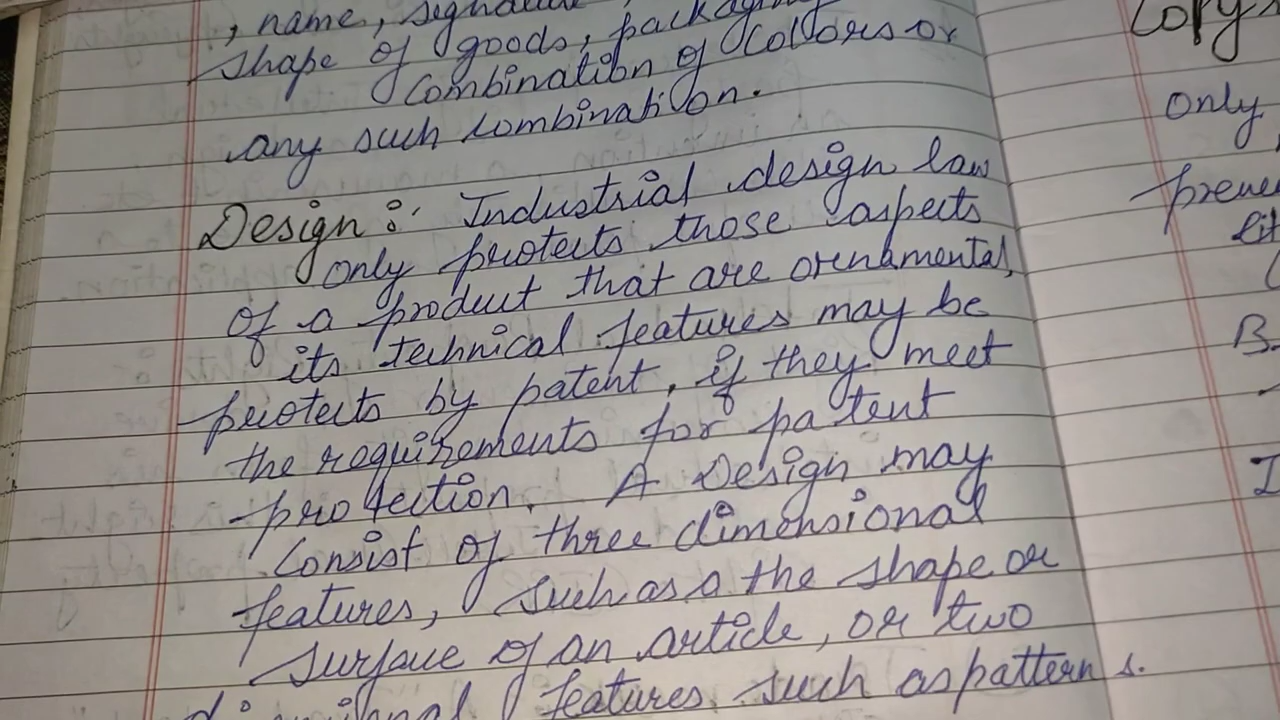 , name, signature
shape of goods, packaging
Combination of Collors or
any such combination.
Design :- Industrial design law
only protects those aspects
of a product that are ornamental,
its technical features may be
protects by patent, if they meet
the requirements for patent
protection. A Design may
Consist of three dimensional
features, such as a the shape or
surface of an article, or two
dimensional features such as patterns.
only
B.
I